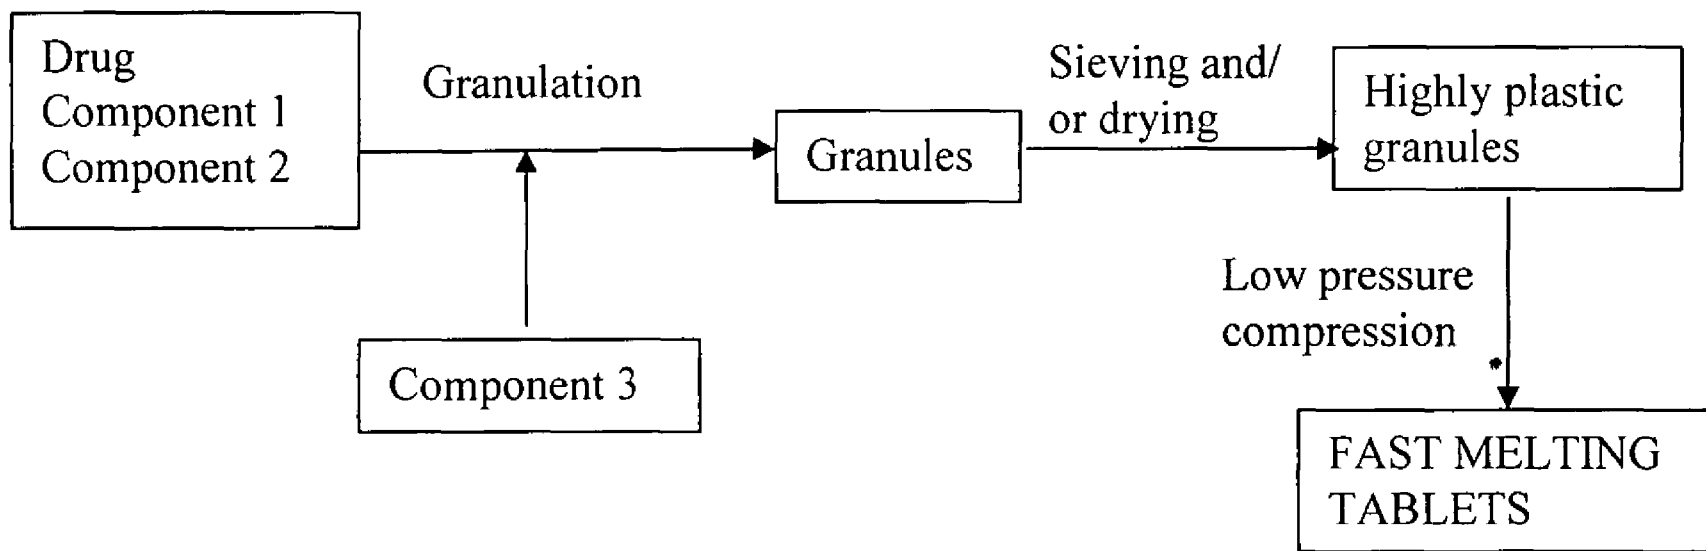 Drug
Component 1
Component 2
Granulation
Component 3
Granules
Sieving and/
or drying
Highly plastic
granules
Low pressure
compression
FAST MELTING
TABLETS